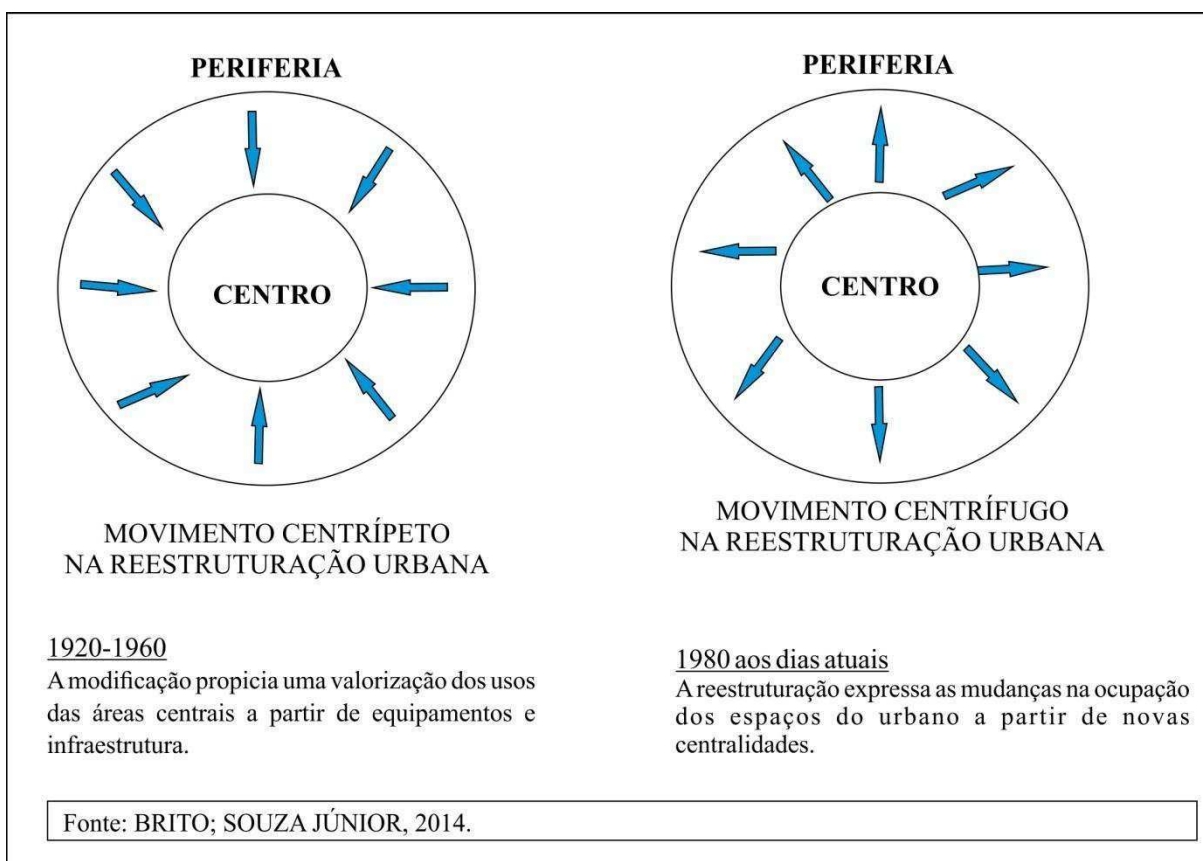 PERIFERIA
CENTRO
MOVIMENTO CENTRÍPETO
NA REESTRUTURAÇÃO URBANA
1920-1960
A modificação propicia uma valorização dos usos
das áreas centrais a partir de equipamentos e
infraestrutura.
PERIFERIA
CENTRO
MOVIMENTO CENTRÍFUGO
NA REESTRUTURAÇÃO URBANA
1980 aos dias atuais
A reestruturação expressa as mudanças na ocupação
dos espaços do urbano a partir de novas
centralidades.
Fonte: BRITO; SOUZA JÚNIOR, 2014.